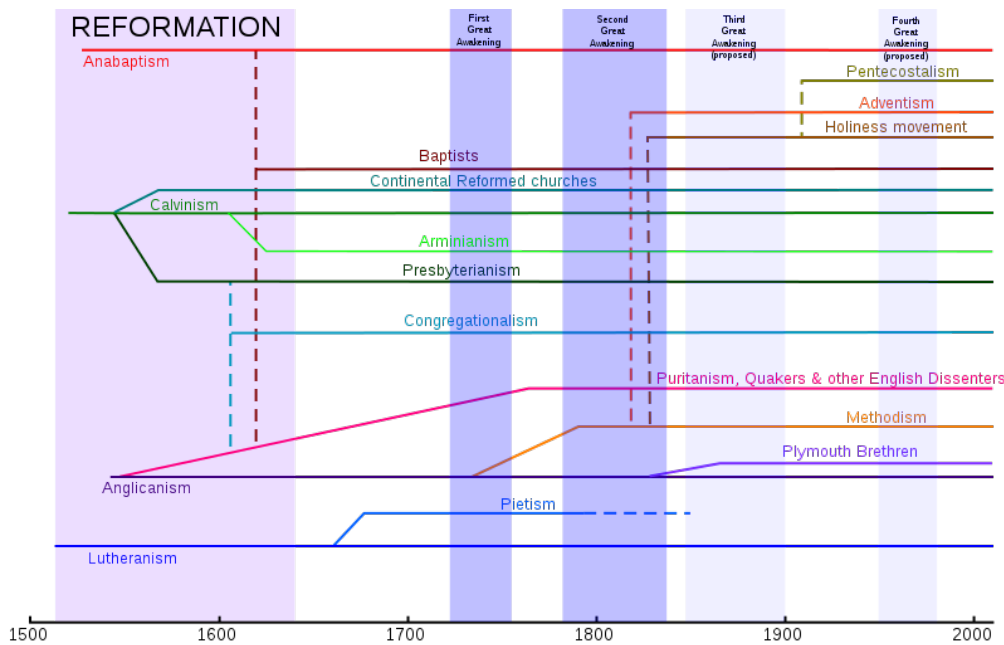 REFORMATION
First
Great
Awakening
Second
Great
Awakening
Third
Great
Awakening
(proposed)
Fourth
Great
Awakening
(proposed)
Anabaptism
Pentecostalism
Adventism
Holiness movement
Baptists
Continental Reformed churches
Calvinism
Arminianism
Presbyterianism
Congregationalism
Puritanism, Quakers & other English Dissenters
Methodism
Plymouth Brethren
Anglicanism
Pietism
Lutheranism
1500 1600 1700 1800 1900 2000